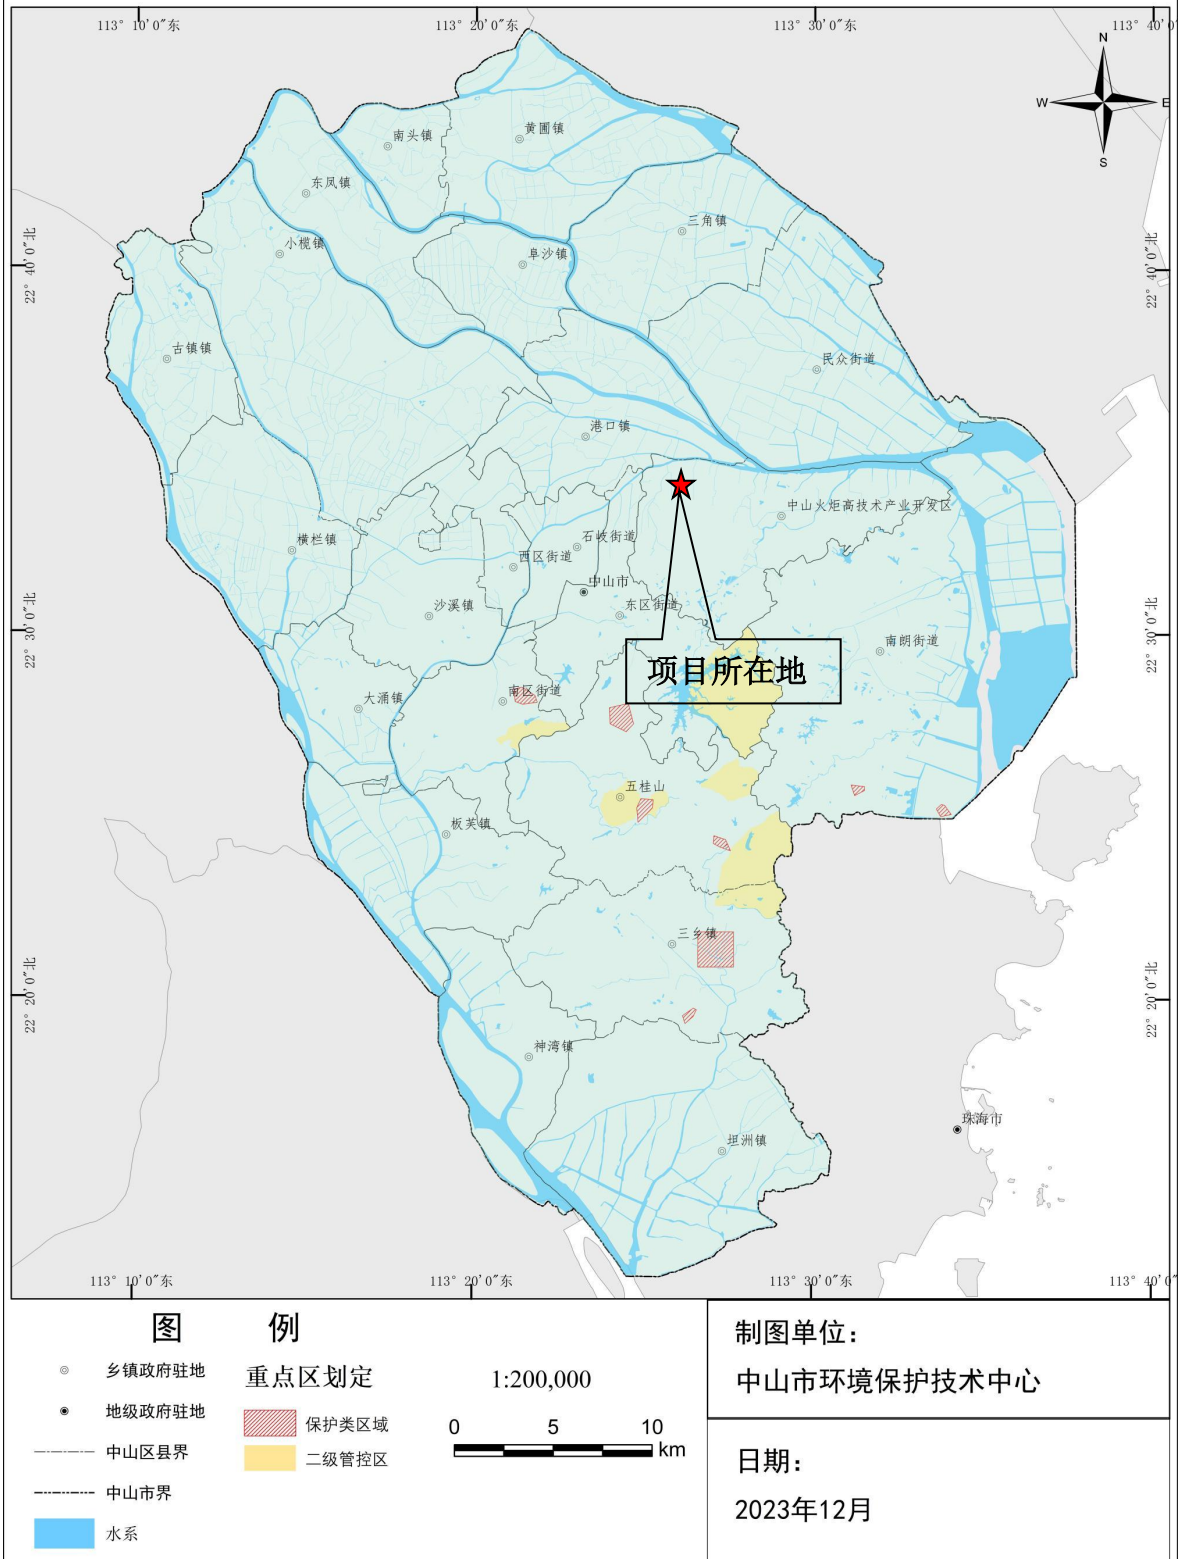 113° 10′0″东
113° 20′0″东
113° 30′0″东
113° 40′0″
N
W
E
S
南头镇
黄圃镇
东凤镇
三角镇
小榄镇
阜沙镇
22° 40′0″北
22° 40′0″北
古镇镇
民众街道
港口镇
中山火炬高技术产业开发区
石岐街道
横栏镇
西区街道
中山市
沙溪镇
东区街道
22° 30′0″北
22° 30′0″北
南朗街道
项目所在地
大涌镇
南区街道
五桂山
板芙镇
三乡镇
22° 20′0″北
22° 20′0″北
神湾镇
珠海市
坦洲镇
113° 10′0″东
113° 20′0″东
113° 30′0″东
113° 40′0″
图 例
乡镇政府驻地
地级政府驻地
中山区县界
中山市界
水系
重点区划定
保护类区域
二级管控区
1:200,000
0 5 10
km
制图单位：
中山市环境保护技术中心
日期：
2023年12月